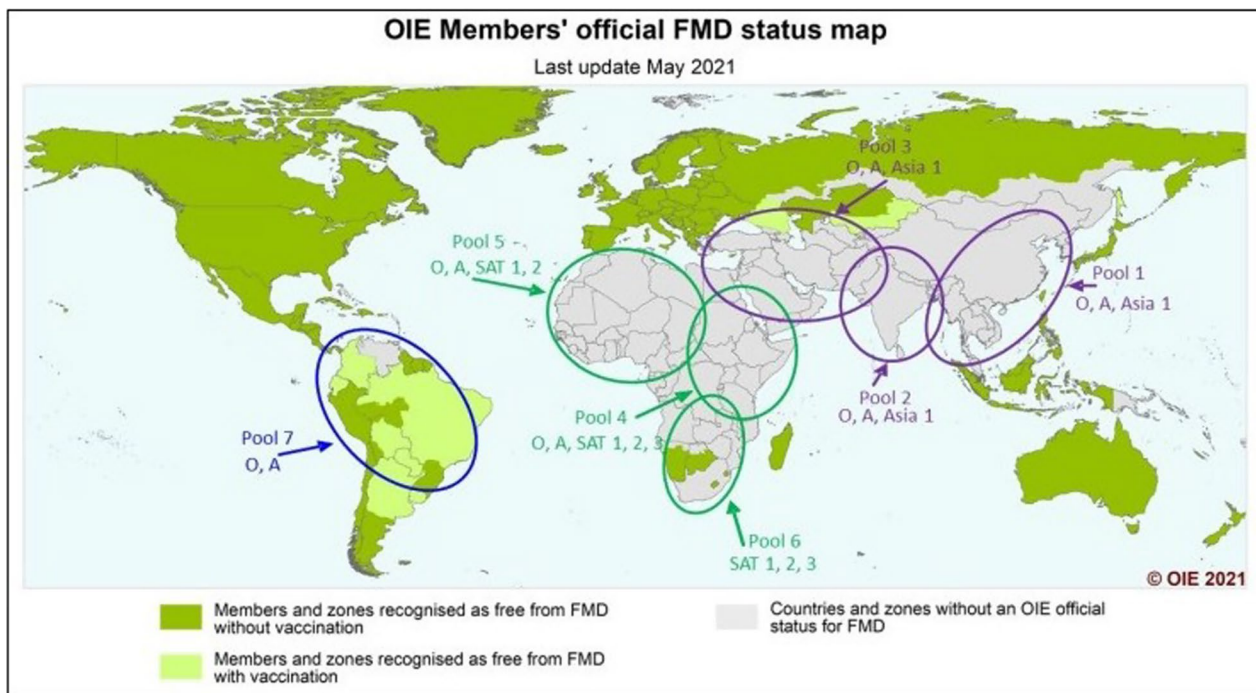 OIE Members' official FMD status map
Last update May 2021
Pool 3
O, A, Asia 1
Pool 5
O, A, SAT 1, 2
Pool 1
O, A, Asia 1
Pool 2
O, A, Asia 1
Pool 4
O, A, SAT 1, 2, 3
Pool 7
O, A
Pool 6
SAT 1, 2, 3
© OIE 2021
Members and zones recognised as free from FMD
without vaccination
Countries and zones without an OIE official
status for FMD
Members and zones recognised as free from FMD
with vaccination